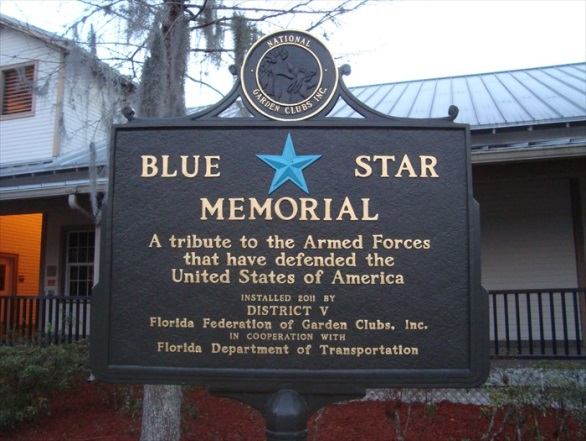 NATIONAL
GARDEN CLUBS INC.
BLUE STAR
MEMORIAL
A tribute to the Armed Forces
that have defended the
United States of America
INSTALLED 2011 BY
DISTRICT V
Florida Federation of Garden Clubs, Inc.
IN COOPERATION WITH
Florida Department of Transportation